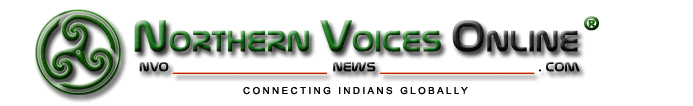 NORTHERN VOICES ONLINE ®
NVO NEWS .COM
CONNECTING INDIANS GLOBALLY